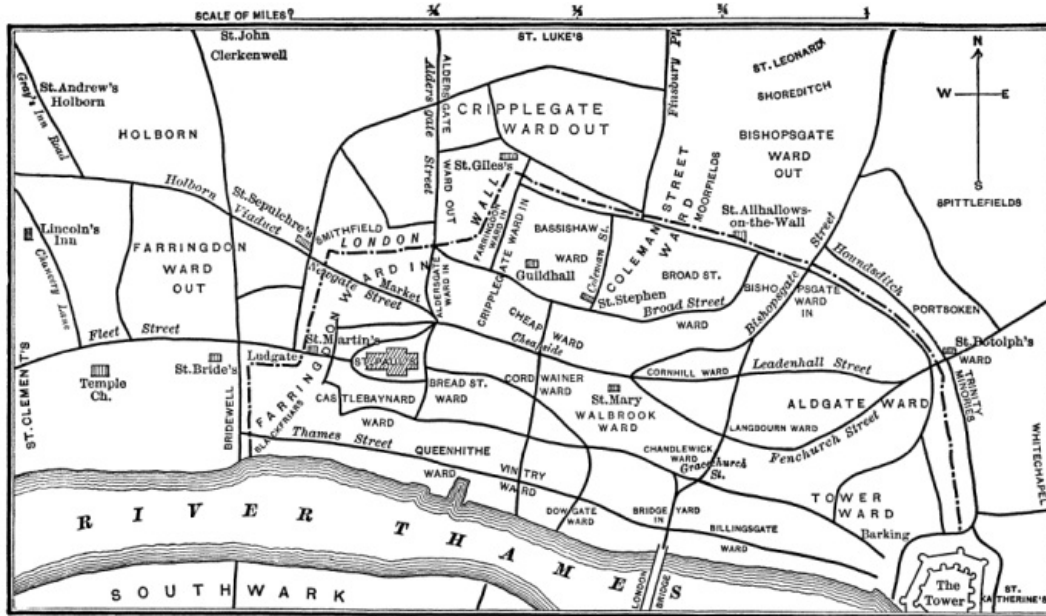 SCALE OF MILES
¼
½
¾
1
St. John
Clerkenwell
ST. LUKE'S
Finsbury Pl.
ST. LEONARD
SHOREDITCH
N
W
E
S
St. Andrew's
Holborn
Gray's Inn Road
HOLBORN
Aldersgate
Street
ALDERSGATE
WARD OUT
CRIPPLEGATE
WARD OUT
BISHOPSGATE
WARD
OUT
SPITTLEFIELDS
St. Giles's
Holborn
Viaduct
St. Sepulchre's
SMITHFIELD
LONDON
WALL
FARRINGDON
WARD IN
CRIPPLEGATE WARD IN
BASSISHAW
WARD
Coleman St.
COLEMAN STREET
WARD
MOORFIELDS
St. Allhallows
on-the-Wall
Lincoln's
Inn
Chancery Lane
FARRINGDON
WARD
OUT
Newgate
Street
Market
ALDERSGATE
WARD IN
Guildhall
St. Stephen
BROAD ST.
Broad Street
WARD
BISHOPSGATE
WARD
IN
Bishopsgate
Street
Houndsditch
PORTSOKEN
WARD
St. Botolph's
TRINITY
MINORIES
WHITECHAPEL
Fleet Street
ST. CLEMENT'S
Temple
Ch.
St. Bride's
BRIDEWELL
Ludgate
St. Martin's
FARRINGDON WARD IN
BLACKFRIARS
ST. PAUL'S
CHEAP WARD
Cheapside
BREAD ST.
WARD
CORDWAINER
WARD
St. Mary
WALBROOK
WARD
CORNHILL WARD
Leadenhall Street
ALDGATE WARD
LANGBOURN WARD
Fenchurch Street
CASTLEBAYNARD
WARD
Thames Street
QUEENHITHE
WARD
VINTRY
WARD
DOWGATE
WARD
CHANDLEWICK
WARD
Gracechurch
St.
BRIDGE YARD
IN
BILLINGSGATE
WARD
TOWER
WARD
Barking
The
Tower
ST.
KATHERINE'S
RIVER THAMES
LONDON
BRIDGE
SOUTHWARK